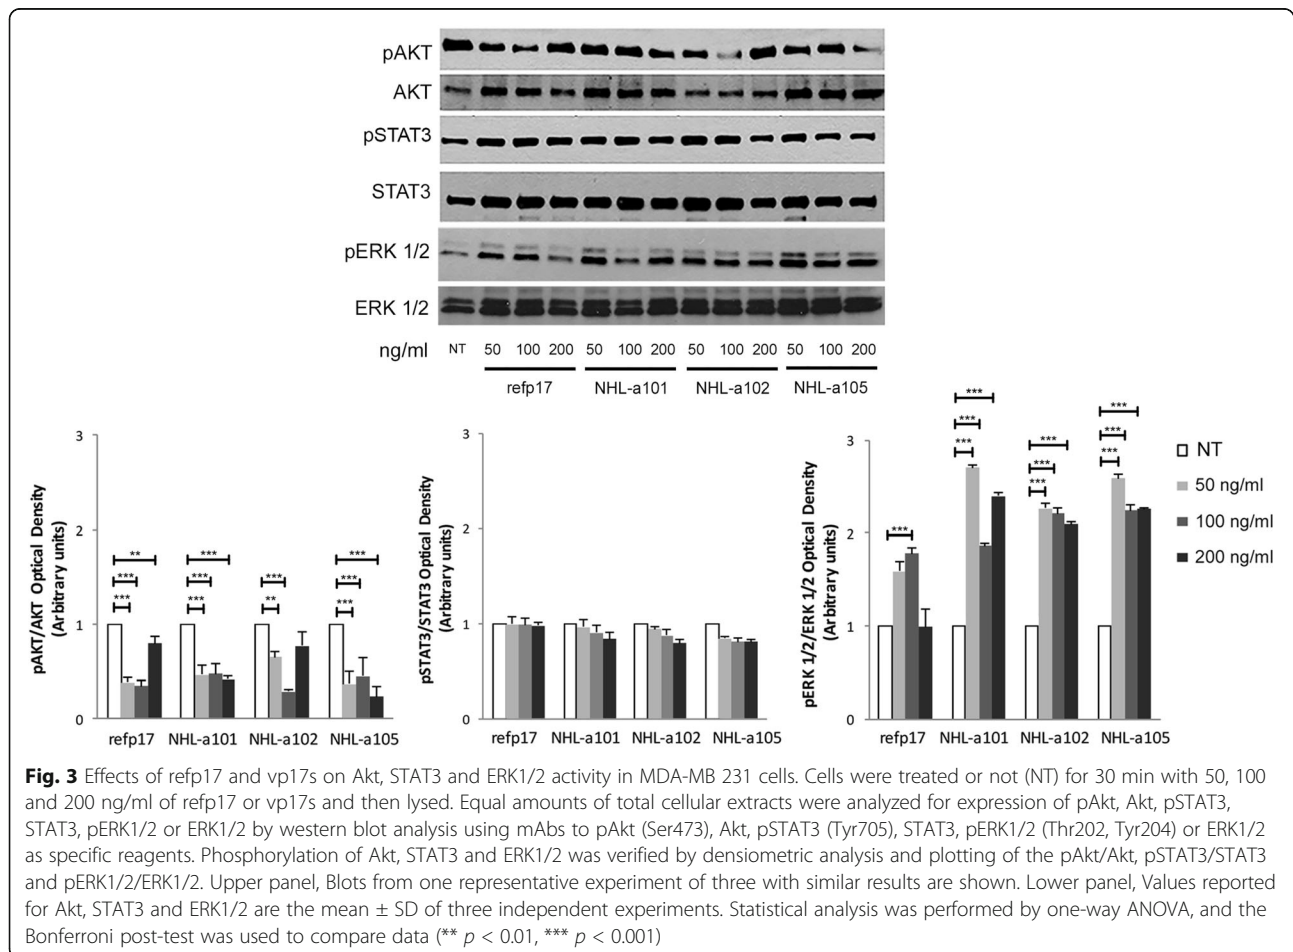 pAKT
AKT
pSTAT3
STAT3
pERK 1/2
ERK 1/2
ng/ml NT 50 100 200 50 100 200 50 100 200 50 100 200
refp17 NHL-a101 NHL-a102 NHL-a105
pAKT/AKT Optical Density
(Arbitrary units)
3
2
1
0
** *** *** *** *** *** *** ** *** *** ***
refp17 NHL-a101 NHL-a102 NHL-a105
pSTAT3/STAT3 Optical Density
(Arbitrary units)
3
2
1
0
refp17 NHL-a101 NHL-a102 NHL-a105
pERK 1/2/ERK 1/2 Optical Density
(Arbitrary units)
3
2
1
0
*** *** *** *** *** *** *** *** *** ***
refp17 NHL-a101 NHL-a102 NHL-a105
NT
50 ng/ml
100 ng/ml
200 ng/ml
Fig. 3 Effects of refp17 and vp17s on Akt, STAT3 and ERK1/2 activity in MDA-MB 231 cells. Cells were treated or not (NT) for 30 min with 50, 100
and 200 ng/ml of refp17 or vp17s and then lysed. Equal amounts of total cellular extracts were analyzed for expression of pAkt, Akt, pSTAT3,
STAT3, pERK1/2 or ERK1/2 by western blot analysis using mAbs to pAkt (Ser473), Akt, pSTAT3 (Tyr705), STAT3, pERK1/2 (Thr202, Tyr204) or ERK1/2
as specific reagents. Phosphorylation of Akt, STAT3 and ERK1/2 was verified by densiometric analysis and plotting of the pAkt/Akt, pSTAT3/STAT3
and pERK1/2/ERK1/2. Upper panel, Blots from one representative experiment of three with similar results are shown. Lower panel, Values reported
for Akt, STAT3 and ERK1/2 are the mean ± SD of three independent experiments. Statistical analysis was performed by one-way ANOVA, and the
Bonferroni post-test was used to compare data (** p < 0.01, *** p < 0.001)